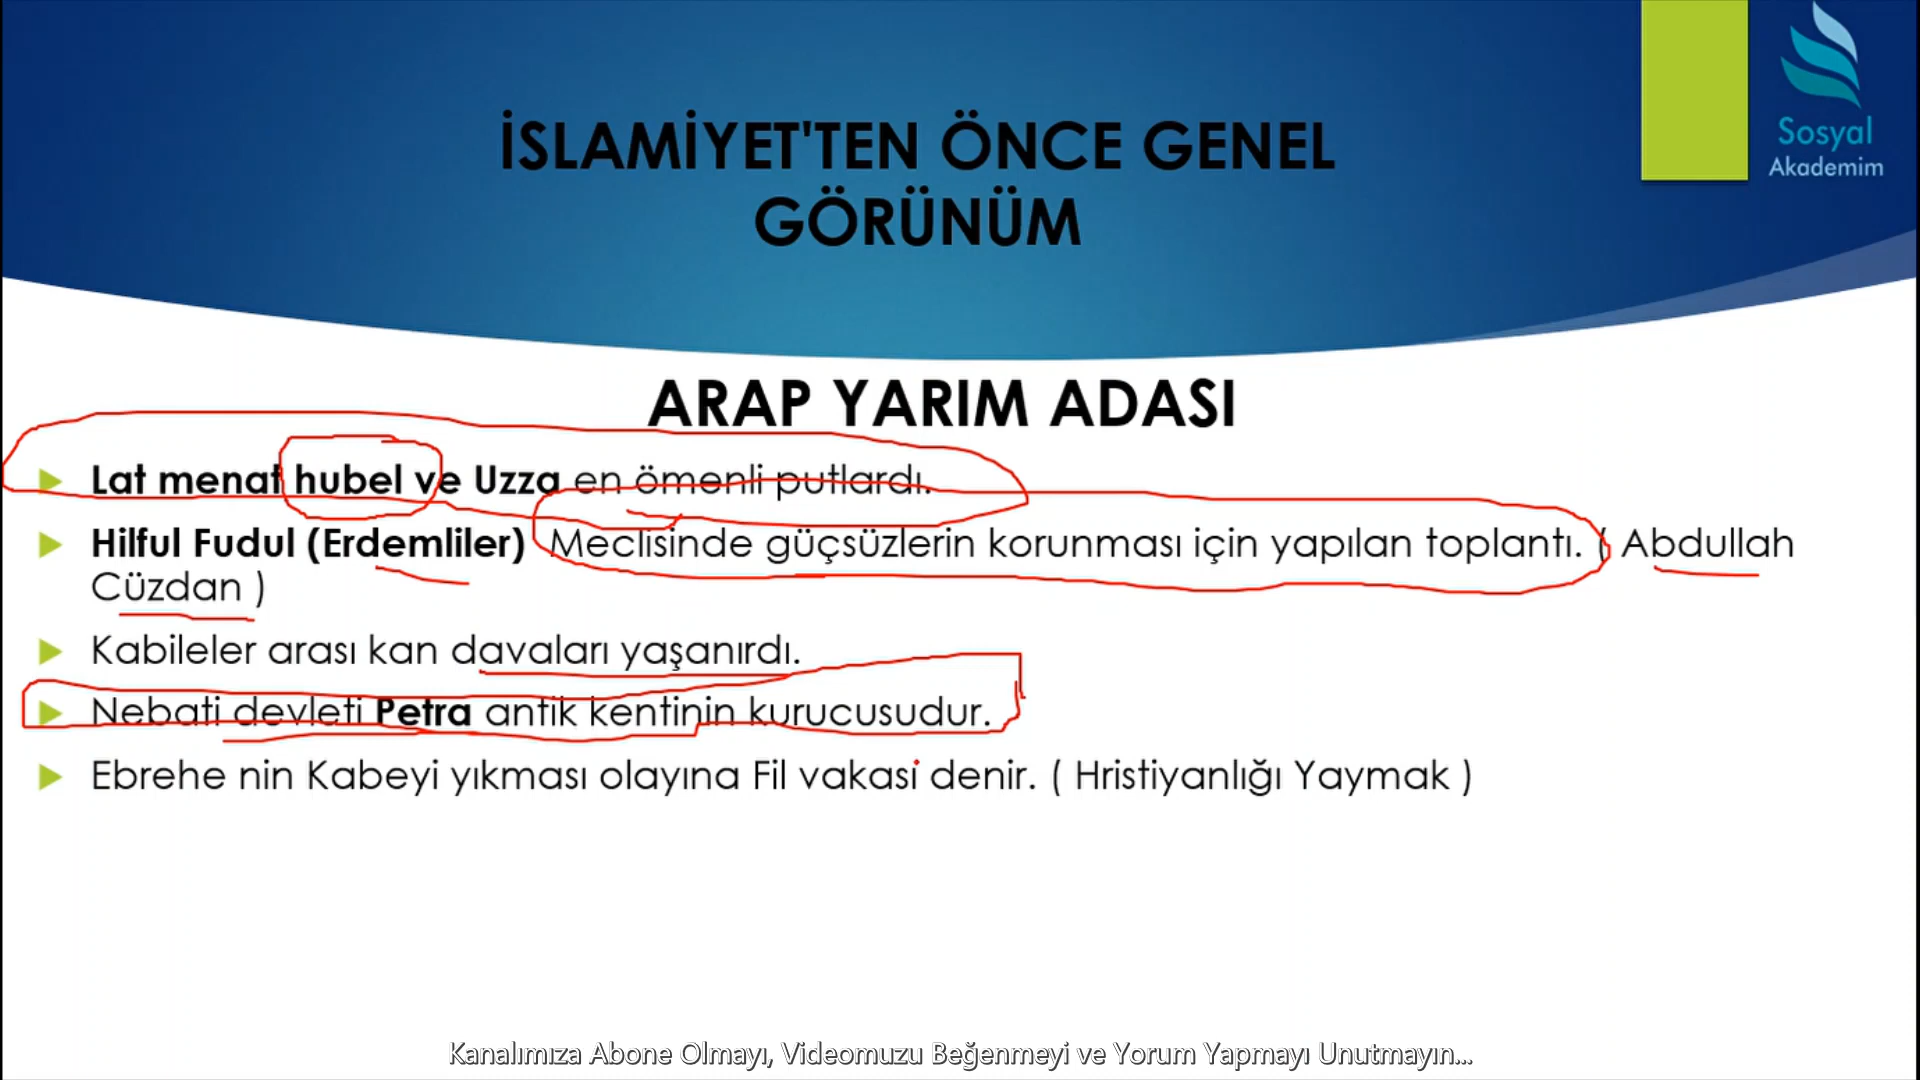 Sosyal
Akademim
İSLAMİYET'TEN ÖNCE GENEL
GÖRÜNÜM
ARAP YARIM ADASI
Lat menat hubel ve Uzza en ömenli putlardı.
Hilful Fudul (Erdemliler) Meclisinde güçsüzlerin korunması için yapılan toplantı. ( Abdullah
Cüzdan )
Kabileler arası kan davaları yaşanırdı.
Nebati devleti Petra antik kentinin kurucusudur.
Ebrehe nin Kabeyi yıkması olayına Fil vakası denir. ( Hristiyanlığı Yaymak )
Kanalımıza Abone Olmayı, Videomuzu Beğenmeyi ve Yorum Yapmayı Unutmayın...